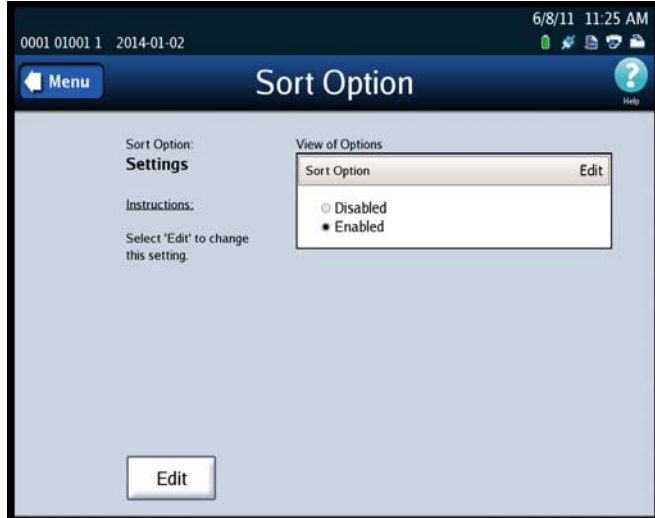 6/8/11 11:25 AM
0001 01001 1 2014-01-02
Menu
Sort Option
Help
Sort Option:
Settings
Instructions:
Select 'Edit' to change
this setting.
View of Options
Sort Option Edit
Disabled
Enabled
Edit